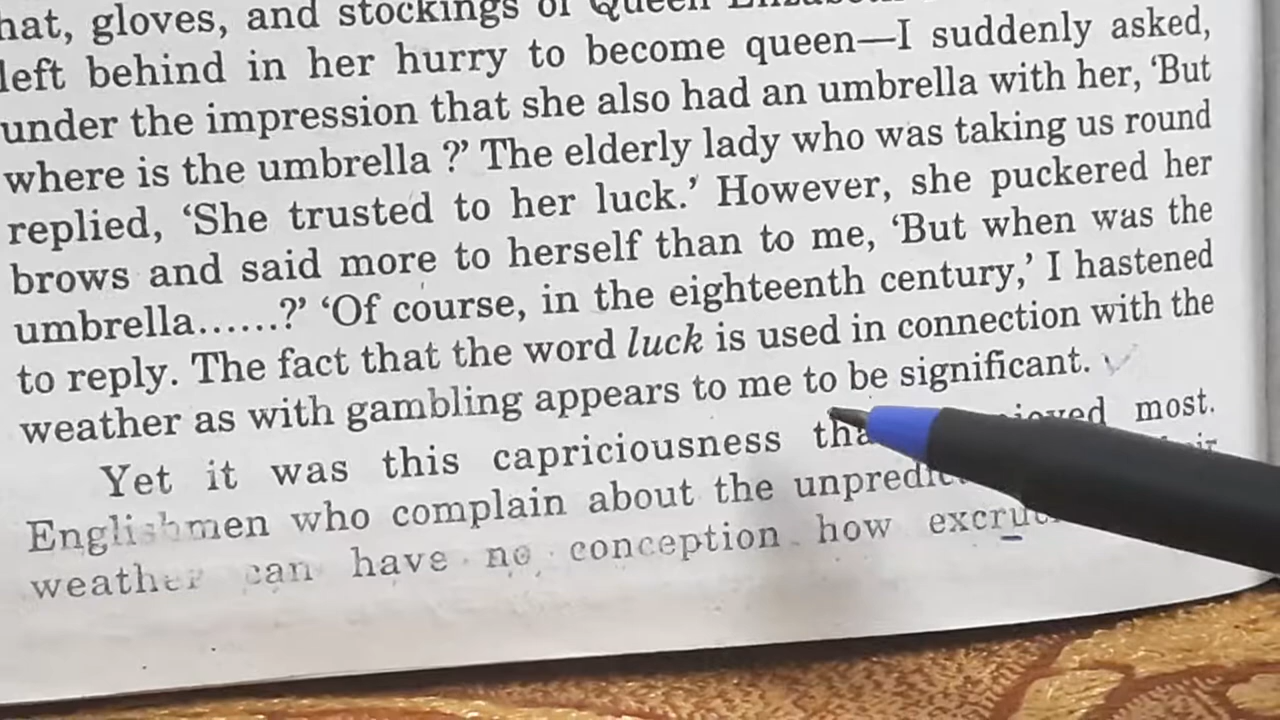 hat, gloves, and stockings of Queen
left behind in her hurry to become queen—I suddenly asked,
under the impression that she also had an umbrella with her, ‘But
where is the umbrella ?’ The elderly lady who was taking us round
replied, ‘She trusted to her luck.’ However, she puckered her
brows and said more to herself than to me, ‘But when was the
umbrella......?’ ‘Of course, in the eighteenth century,’ I hastened
to reply. The fact that the word luck is used in connection with the
weather as with gambling appears to me to be significant.
Yet it was this capriciousness most.
Englishmen who complain about the
weather can have no conception how